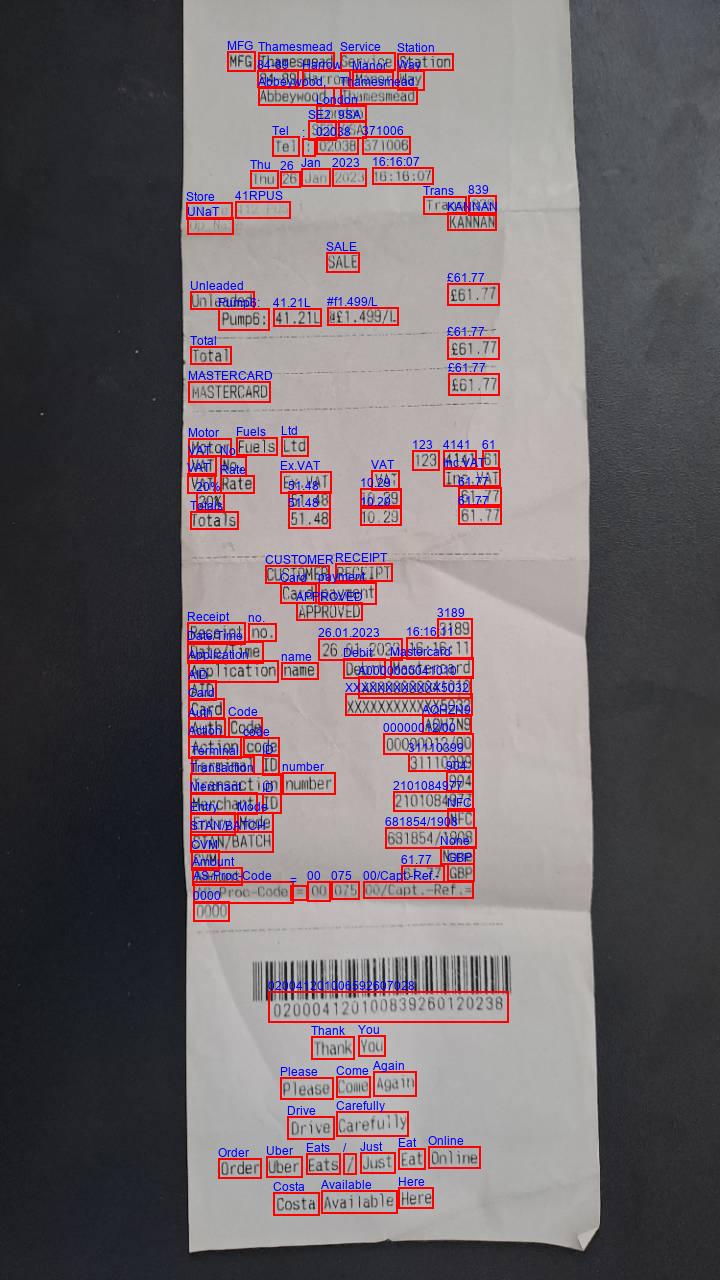 MFG Thamesmead Service Station
84-89 Harrow Manor Way
Abbeywood, Thamesmead
London
SE2 9SA
Tel : 02038 371006
Thu 26 Jan 2023 16:16:07
Store 41RPUS Trans 839
UNaT KANNAN
SALE
Unleaded £61.77
Pump6: 41.21L @£1.499/L
Total £61.77
MASTERCARD £61.77
Motor Fuels Ltd
VAT No. 123 4141 61
VAT Rate Ex.VAT VAT Inc.VAT
20% 51.48 10.29 61.77
Totals 51.48 10.29 61.77
CUSTOMER RECEIPT
Card payment
APPROVED
Receipt no. 3189
Date/Time 26.01.2023 16:16:11
Application name Debit Mastercard
AID A0000000041010
Card XXXXXXXXXXXX5032
Auth Code AQHZN9
Action code 00000012/00
Terminal ID 31110399
Transaction number 904
Merchant ID 2101084977
Entry Mode NFC
STAN/BATCH 681854/1908
CVM None
Amount 61.77 GBP
AS-Proc-Code = 00 075 00/Capt.-Ref.=
0000
02000412010083926012023​8
Thank You
Please Come Again
Drive Carefully
Order Uber Eats / Just Eat Online
Costa Available Here